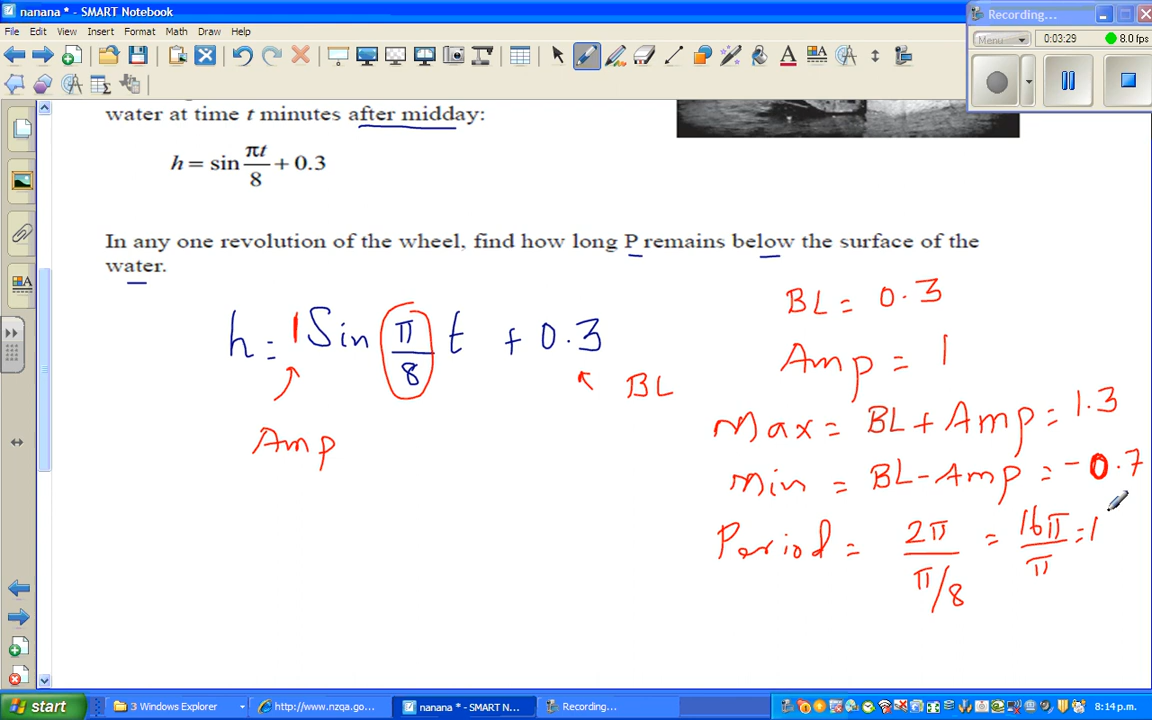 nanana * - SMART Notebook
Recording...
File Edit View Insert Format Math Draw Help
Menu
0:03:29
8.0 fps
water at time t minutes after midday:
h = sin πt/8 + 0.3
In any one revolution of the wheel, find how long P remains below the surface of the
water.
h = 1 Sin π/8 t + 0.3
Amp
BL
BL = 0.3
Amp = 1
Max = BL + Amp = 1.3
Min = BL - Amp = -0.7
Period = 2π / π/8 = 16π/π = 1
start
3 Windows Explorer
http://www.nzqa.go...
nanana * - SMART N...
Recording...
8:14 p.m.